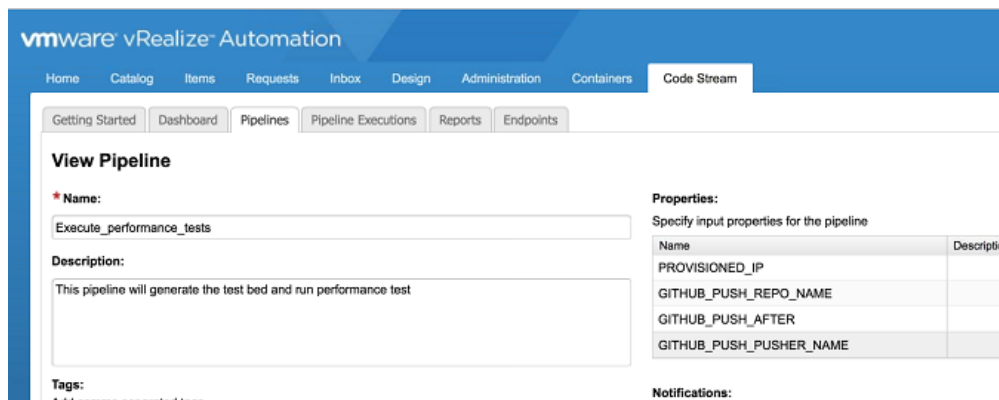 vmware vRealize Automation
Home Catalog Items Requests Inbox Design Administration Containers Code Stream
Getting Started Dashboard Pipelines Pipeline Executions Reports Endpoints
View Pipeline
* Name:
Execute_performance_tests
Description:
This pipeline will generate the test bed and run performance test
Tags:
Properties:
Specify input properties for the pipeline
Name
PROVISIONED_IP
GITHUB_PUSH_REPO_NAME
GITHUB_PUSH_AFTER
GITHUB_PUSH_PUSHER_NAME
Notifications: